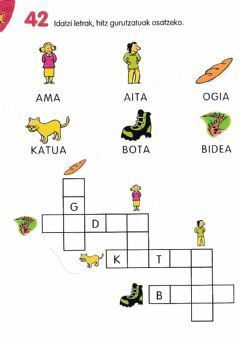 42 Idatzi letrak, hitz gurutzatuak osatzeko.
AMA AITA OGIA
KATUA BOTA BIDEA
G
D
K T
B